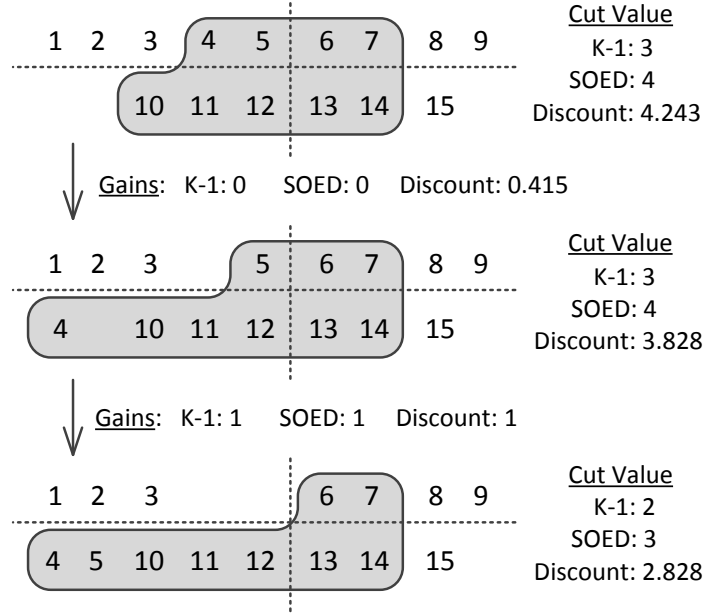 1 2 3 4 5 6 7 8 9
10 11 12 13 14 15
Cut Value
K-1: 3
SOED: 4
Discount: 4.243
Gains: K-1: 0 SOED: 0 Discount: 0.415
1 2 3 5 6 7 8 9
4 10 11 12 13 14 15
Cut Value
K-1: 3
SOED: 4
Discount: 3.828
Gains: K-1: 1 SOED: 1 Discount: 1
1 2 3 6 7 8 9
4 5 10 11 12 13 14 15
Cut Value
K-1: 2
SOED: 3
Discount: 2.828